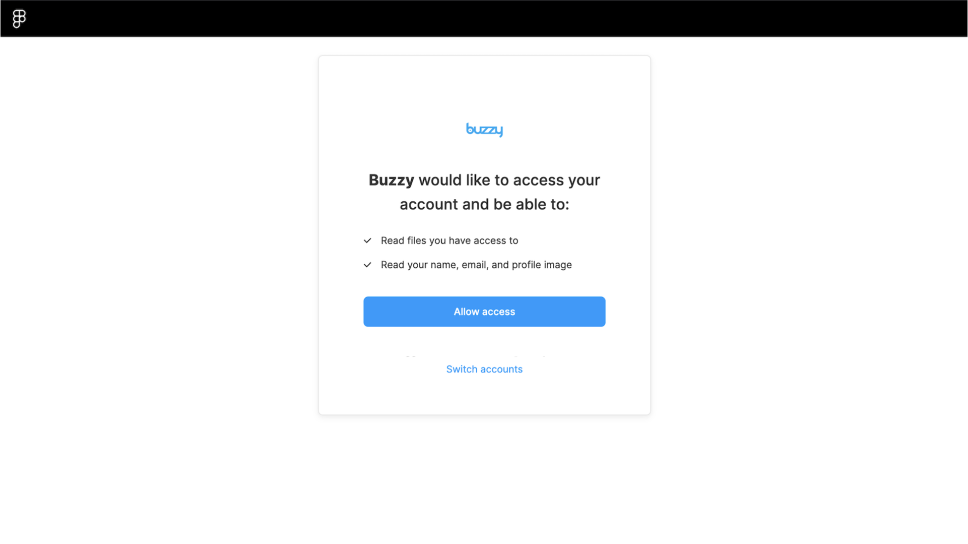 buzzy
Buzzy would like to access your
account and be able to:
Read files you have access to
Read your name, email, and profile image
Allow access
Switch accounts